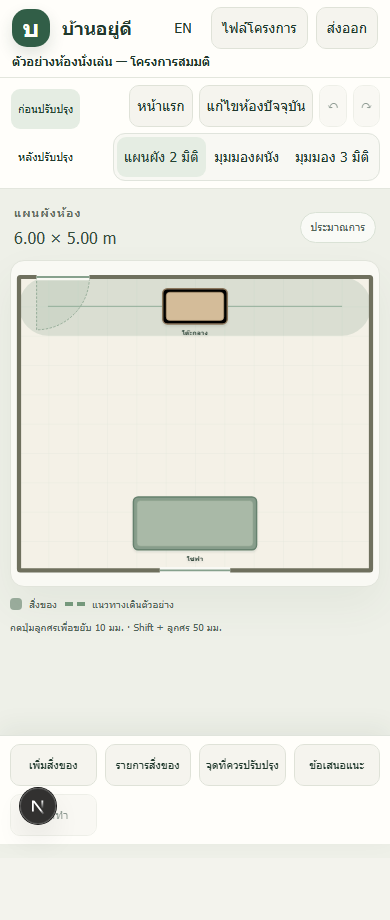 บ บ้านอยู่ดี EN ไฟล์โครงการ ส่งออก
ตัวอย่างห้องนั่งเล่น — โครงการสมมติ
ก่อนปรับปรุง หน้าแรก แก้ไขห้องปัจจุบัน ↶ ↷
หลังปรับปรุง แผนผัง 2 มิติ มุมมองผนัง มุมมอง 3 มิติ
แผนผังห้อง
6.00 × 5.00 m ประมาณการ
โต๊ะกลาง
โซฟา
สิ่งของ แนวทางเดินตัวอย่าง
กดปุ่มลูกศรเพื่อขยับ 10 มม. · Shift + ลูกศร 50 มม.
เพิ่มสิ่งของ รายการสิ่งของ จุดที่ควรปรับปรุง ข้อเสนอแนะ
N